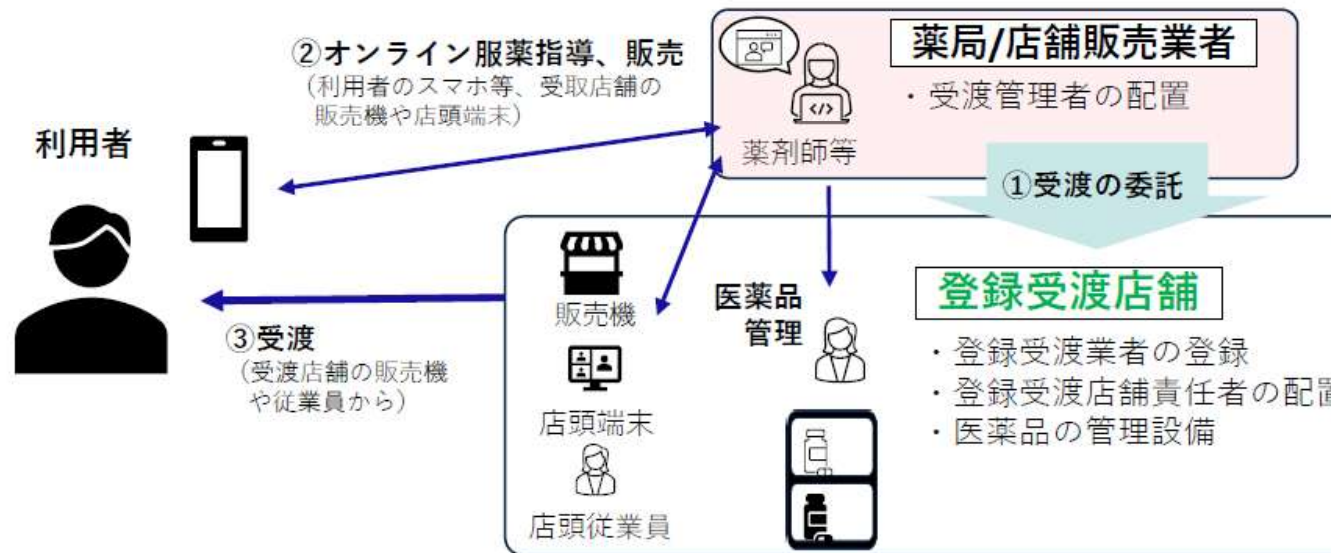 ②オンライン服薬指導、販売
（利用者のスマホ等、受取店舗の
販売機や店頭端末）
薬局/店舗販売業者
・受渡管理者の配置
薬剤師等
利用者
①受渡の委託
販売機
店頭端末
店頭従業員
医薬品
管理
登録受渡店舗
・登録受渡業者の登録
・登録受渡店舗責任者の配置
・医薬品の管理設備
③受渡
（受渡店舗の販売機
や従業員から）